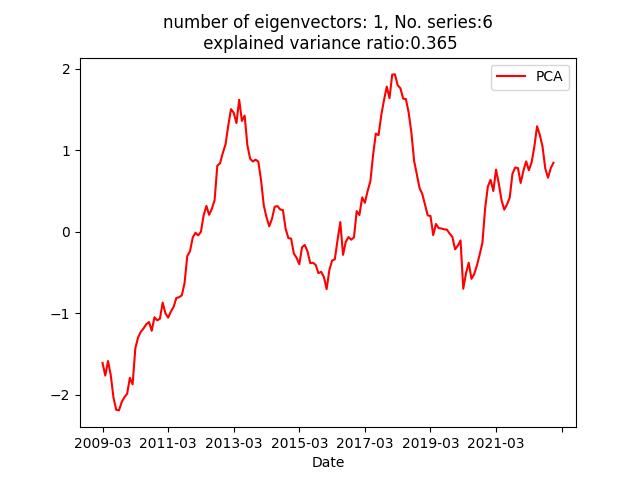 number of eigenvectors: 1, No. series:6
explained variance ratio:0.365
PCA
2
1
0
−1
−2
2009-03 2011-03 2013-03 2015-03 2017-03 2019-03 2021-03
Date